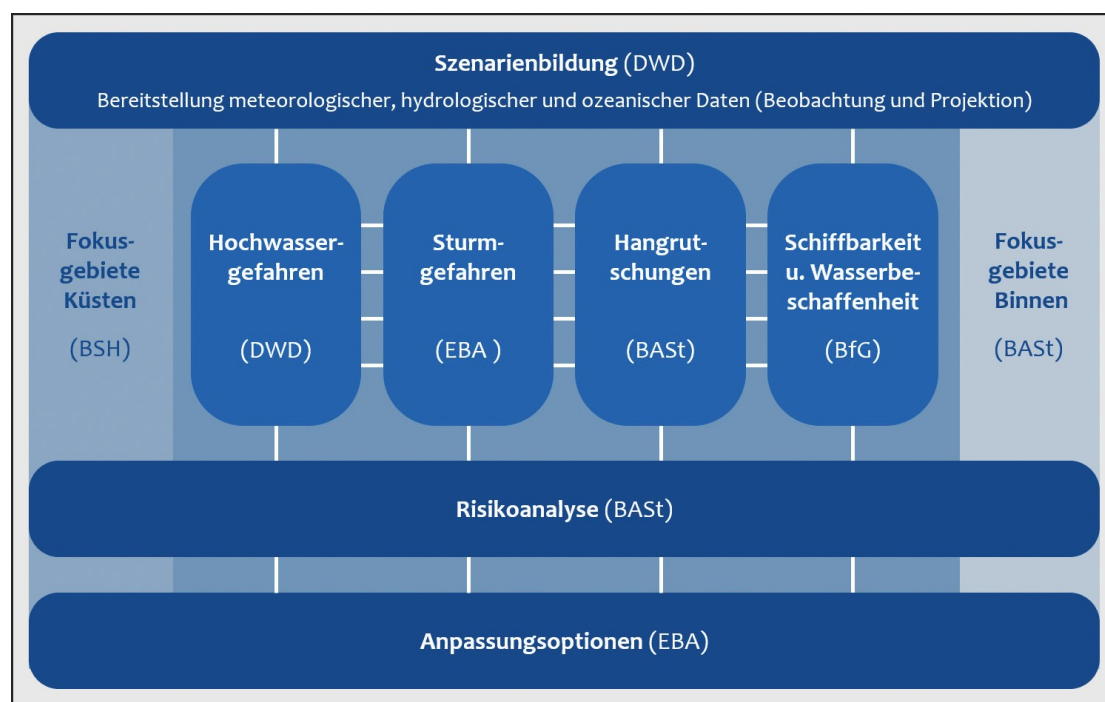 Szenarienbildung (DWD)
Bereitstellung meteorologischer, hydrologischer und ozeanischer Daten (Beobachtung und Projektion)
Fokus-
gebiete
Küsten
(BSH)
Hochwasser-
gefahren
(DWD)
Sturm-
gefahren
(EBA )
Hangrut-
schungen
(BASt)
Schiffbarkeit
u. Wasserbe-
schaffenheit
(BfG)
Fokus-
gebiete
Binnen
(BASt)
Risikoanalyse (BASt)
Anpassungsoptionen (EBA)